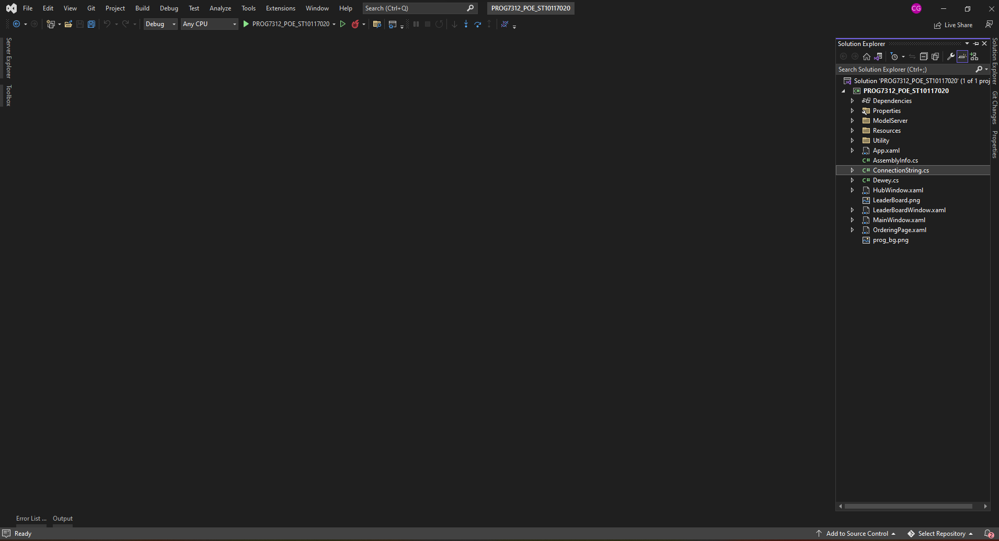 File Edit View Git Project Build Debug Test Analyze Tools Extensions Window Help Search (Ctrl+Q) PROG7312_POE_ST10117020 CG
Debug Any CPU PROG7312_POE_ST10117020 Live Share
Server Explorer
Toolbox
Solution Explorer
Search Solution Explorer (Ctrl+;)
Solution 'PROG7312_POE_ST10117020' (1 of 1 proj
C# PROG7312_POE_ST10117020
Dependencies
Properties
ModelServer
Resources
Utility
App.xaml
C# AssemblyInfo.cs
C# ConnectionString.cs
C# Dewey.cs
HubWindow.xaml
LeaderBoard.png
LeaderBoardWindow.xaml
MainWindow.xaml
OrderingPage.xaml
prog_bg.png
Solution Explorer
Git Changes
Properties
Error List ... Output
Ready Add to Source Control Select Repository 2